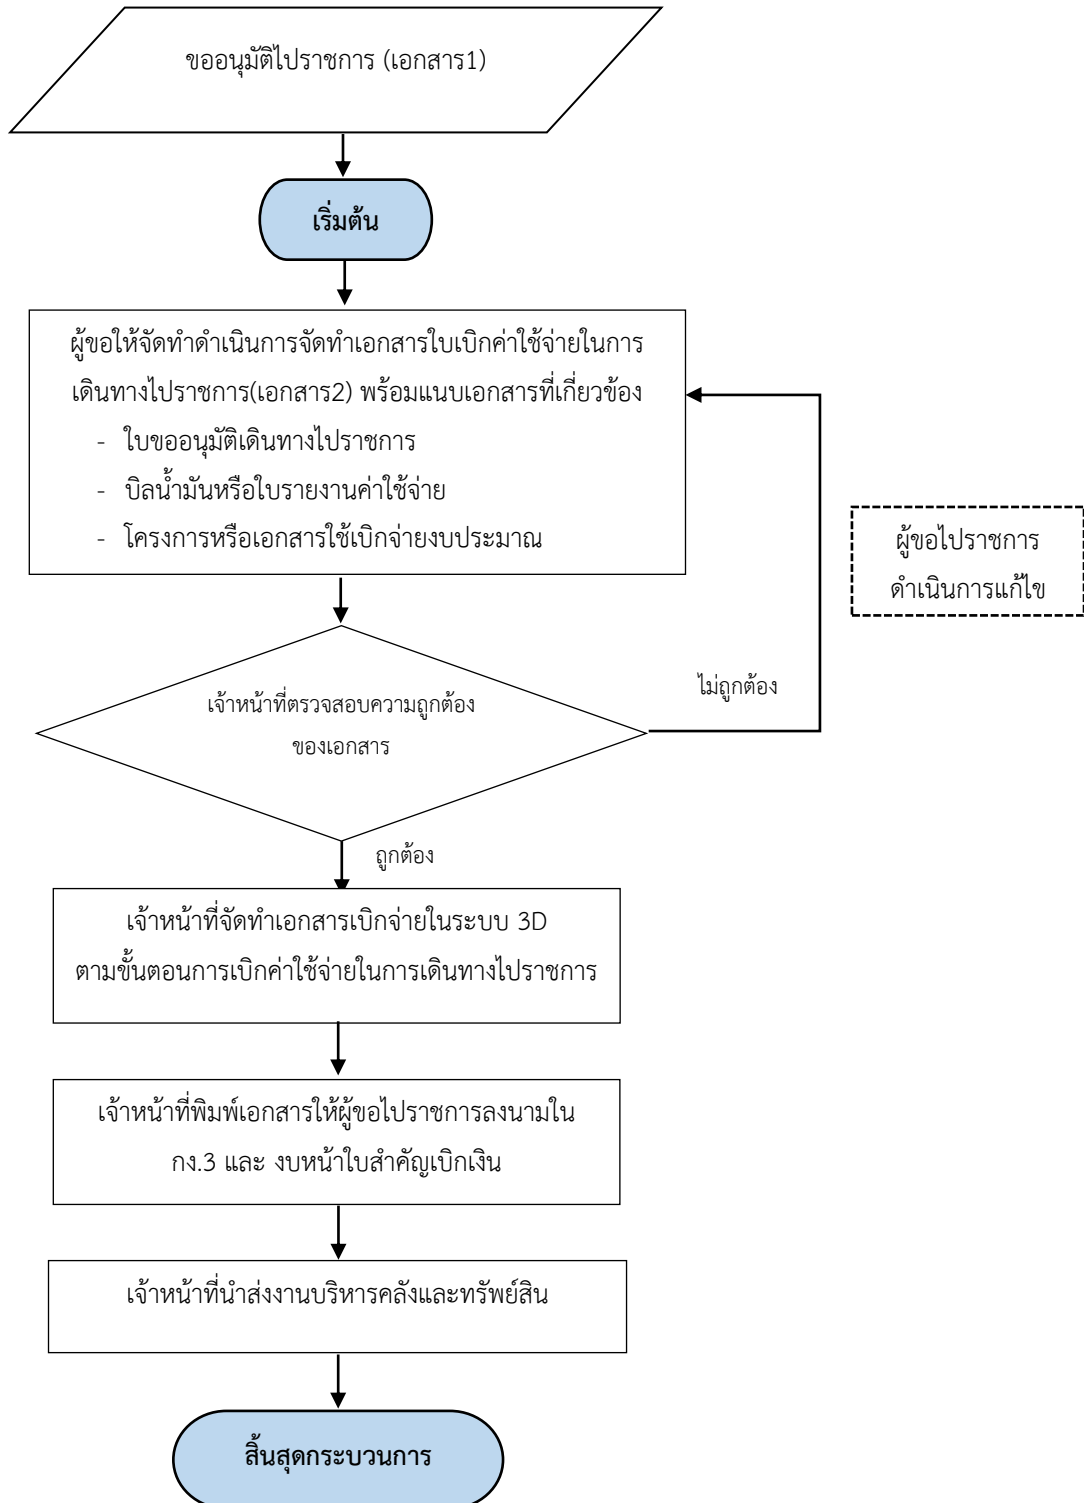 ขออนุมัติไปราชการ (เอกสาร1)
เริ่มต้น
ผู้ขอให้จัดทำดำเนินการจัดทำเอกสารใบเบิกค่าใช้จ่ายในการ
เดินทางไปราชการ(เอกสาร2) พร้อมแนบเอกสารที่เกี่ยวข้อง
- ใบขออนุมัติเดินทางไปราชการ
- บิลน้ำมันหรือใบรายงานค่าใช้จ่าย
- โครงการหรือเอกสารใช้เบิกจ่ายงบประมาณ
ผู้ขอไปราชการ
ดำเนินการแก้ไข
ไม่ถูกต้อง
เจ้าหน้าที่ตรวจสอบความถูกต้อง
ของเอกสาร
ถูกต้อง
เจ้าหน้าที่จัดทำเอกสารเบิกจ่ายในระบบ 3D
ตามขั้นตอนการเบิกค่าใช้จ่ายในการเดินทางไปราชการ
เจ้าหน้าที่พิมพ์เอกสารให้ผู้ขอไปราชการลงนามใน
กง.3 และ งบหน้าใบสำคัญเบิกเงิน
เจ้าหน้าที่นำส่งงานบริหารคลังและทรัพย์สิน
สิ้นสุดกระบวนการ